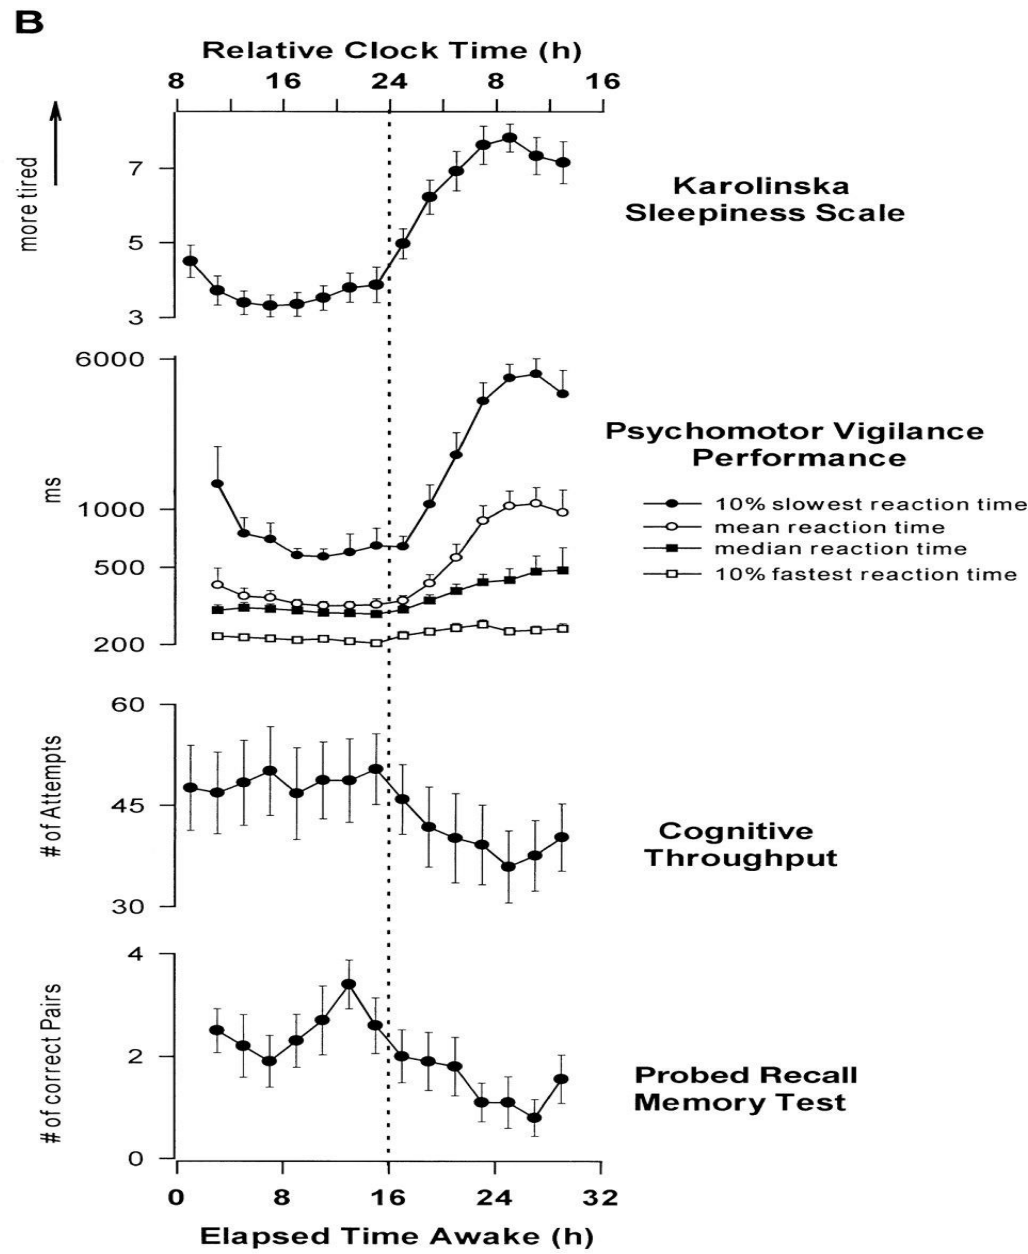 B
Relative Clock Time (h)
8 16 24 8 16
more tired
7
5
3
Karolinska
Sleepiness Scale
6000
1000
500
200
ms
Psychomotor Vigilance
Performance
10% slowest reaction time
mean reaction time
median reaction time
10% fastest reaction time
60
45
30
# of Attempts
Cognitive
Throughput
4
2
0
# of correct Pairs
Probed Recall
Memory Test
0 8 16 24 32
Elapsed Time Awake (h)